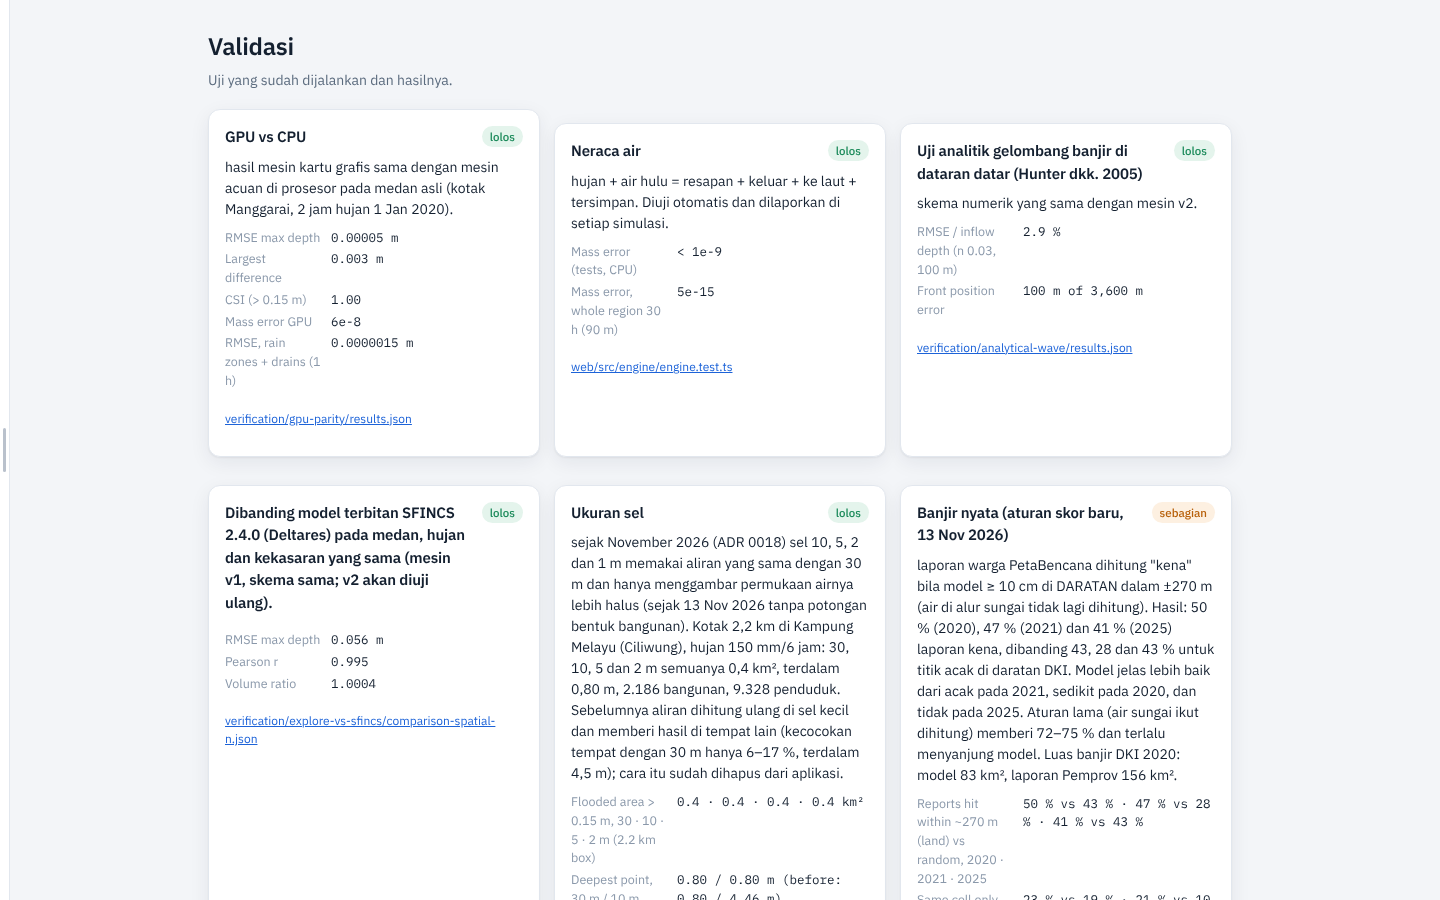 Validasi
Uji yang sudah dijalankan dan hasilnya.
GPU vs CPU
lolos
hasil mesin kartu grafis sama dengan mesin
acuan di prosesor pada medan asli (kotak
Manggarai, 2 jam hujan 1 Jan 2020).
RMSE max depth 0.00005 m
Largest 0.003 m
difference
CSI (> 0.15 m) 1.00
Mass error GPU 6e-8
RMSE, rain 0.0000015 m
zones + drains (1
h)
verification/gpu-parity/results.json
Neraca air
lolos
hujan + air hulu = resapan + keluar + ke laut +
tersimpan. Diuji otomatis dan dilaporkan di
setiap simulasi.
Mass error < 1e-9
(tests, CPU)
Mass error, 5e-15
whole region 30
h (90 m)
web/src/engine/engine.test.ts
Uji analitik gelombang banjir di
dataran datar (Hunter dkk. 2005)
lolos
skema numerik yang sama dengan mesin v2.
RMSE / inflow 2.9 %
depth (n 0.03,
100 m)
Front position 100 m of 3,600 m
error
verification/analytical-wave/results.json
Dibanding model terbitan SFINCS
2.4.0 (Deltares) pada medan, hujan
dan kekasaran yang sama (mesin
v1, skema sama; v2 akan diuji
ulang).
lolos
RMSE max depth 0.056 m
Pearson r 0.995
Volume ratio 1.0004
verification/explore-vs-sfincs/comparison-spatial-
n.json
Ukuran sel
lolos
sejak November 2026 (ADR 0018) sel 10, 5, 2
dan 1 m memakai aliran yang sama dengan 30
m dan hanya menggambar permukaan airnya
lebih halus (sejak 13 Nov 2026 tanpa potongan
bentuk bangunan). Kotak 2,2 km di Kampung
Melayu (Ciliwung), hujan 150 mm/6 jam: 30,
10, 5 dan 2 m semuanya 0,4 km², terdalam
0,80 m, 2.186 bangunan, 9.328 penduduk.
Sebelumnya aliran dihitung ulang di sel kecil
dan memberi hasil di tempat lain (kecocokan
tempat dengan 30 m hanya 6–17 %, terdalam
4,5 m); cara itu sudah dihapus dari aplikasi.
Flooded area > 0.4 · 0.4 · 0.4 · 0.4 km²
0.15 m, 30 · 10 ·
5 · 2 m (2.2 km
box)
Deepest point, 0.80 / 0.80 m (before:
30 m / 10 m 0.80 / 4.46 m)
Banjir nyata (aturan skor baru,
13 Nov 2026)
sebagian
laporan warga PetaBencana dihitung "kena"
bila model ≥ 10 cm di DARATAN dalam ±270 m
(air di alur sungai tidak lagi dihitung). Hasil: 50
% (2020), 47 % (2021) dan 41 % (2025)
laporan kena, dibanding 43, 28 dan 43 % untuk
titik acak di daratan DKI. Model jelas lebih baik
dari acak pada 2021, sedikit pada 2020, dan
tidak pada 2025. Aturan lama (air sungai ikut
dihitung) memberi 72–75 % dan terlalu
menyanjung model. Luas banjir DKI 2020:
model 83 km², laporan Pemprov 156 km².
Reports hit 50 % vs 43 % · 47 % vs 28
within ~270 m % · 41 % vs 43 %
(land) vs
random, 2020 ·
2021 · 2025
Same cell only 23 % vs 19 % · 21 % vs 10